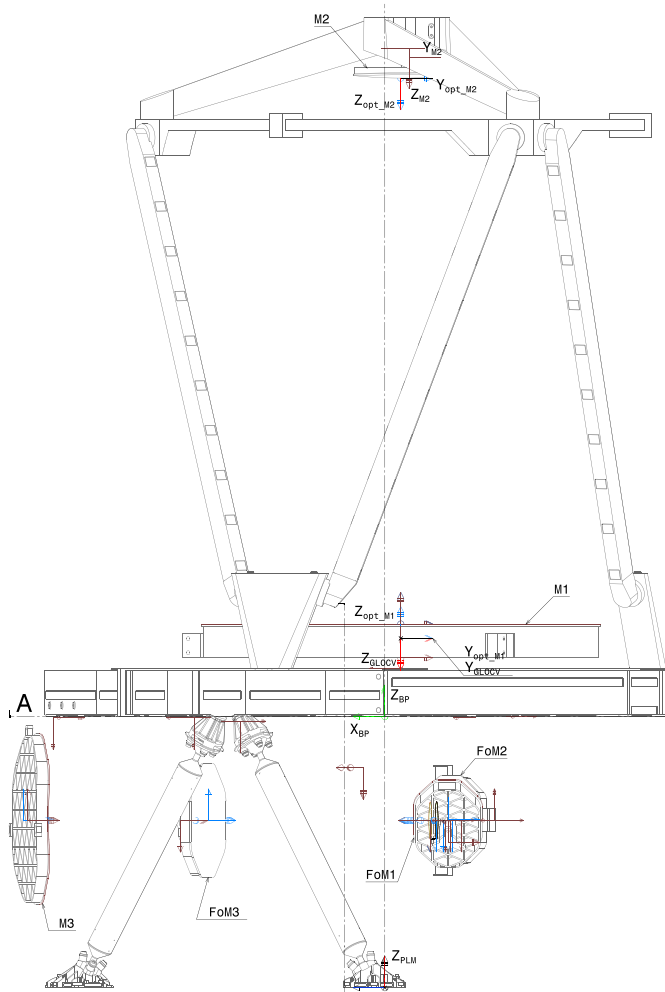 M2
Y_M2
Y_opt_M2
Z_M2
Z_opt_M2
M1
Z_opt_M1
Y_opt_M1
Z_GLOCV
Y_GLOCV
A
Z_BP
X_BP
FoM2
FoM1
FoM3
M3
Z_PLM